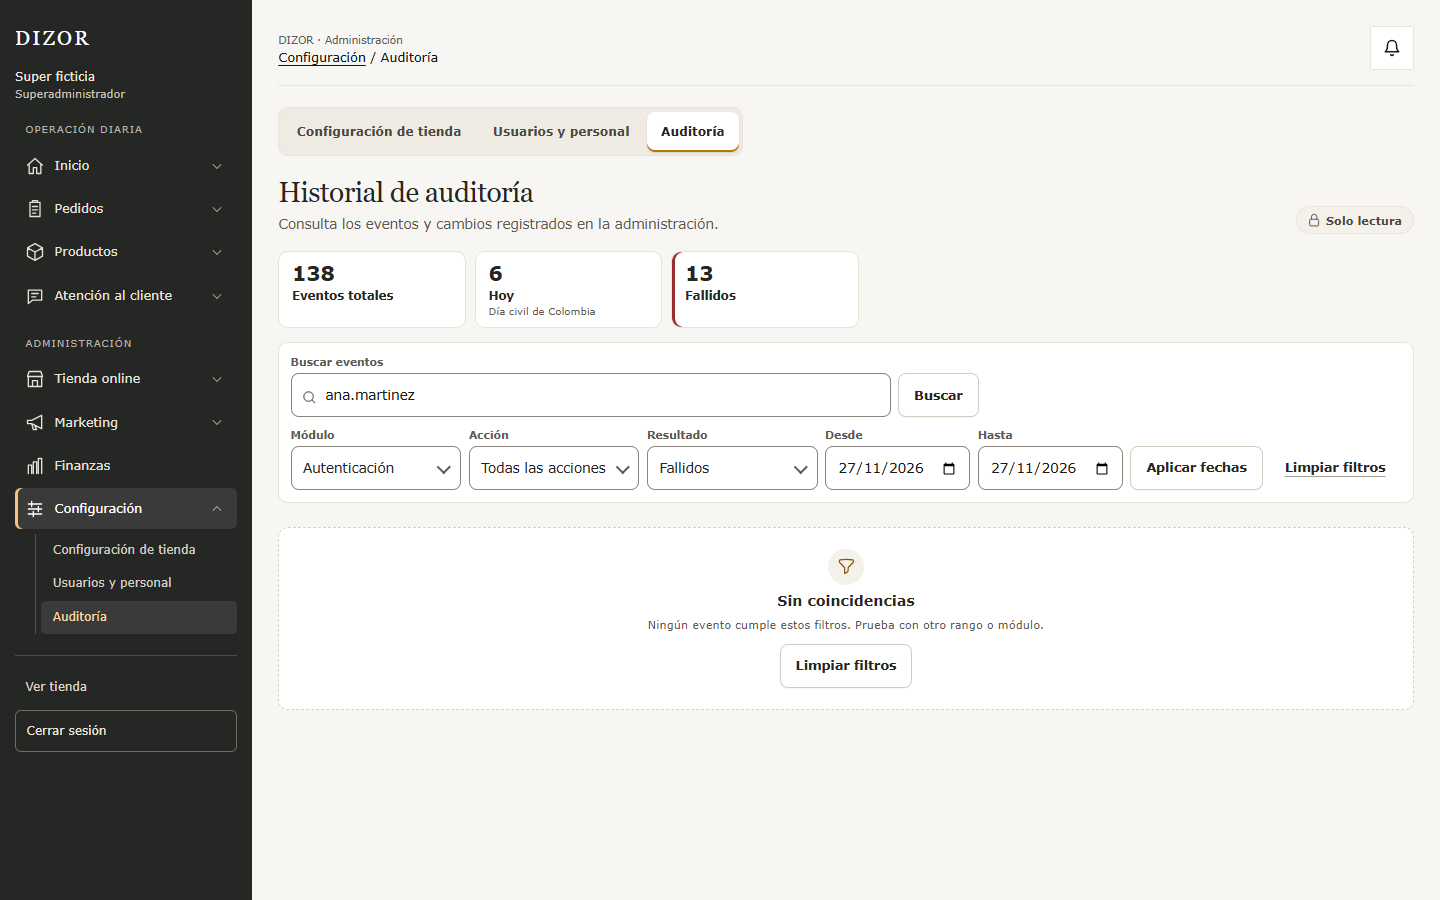 DIZOR
Super ficticia
Superadministrador
OPERACIÓN DIARIA
Inicio
Pedidos
Productos
Atención al cliente
ADMINISTRACIÓN
Tienda online
Marketing
Finanzas
Configuración
Configuración de tienda
Usuarios y personal
Auditoría
Ver tienda
Cerrar sesión
DIZOR · Administración
Configuración / Auditoría
Configuración de tienda
Usuarios y personal
Auditoría
Historial de auditoría
Consulta los eventos y cambios registrados en la administración.
Solo lectura
138
Eventos totales
6
Hoy
Día civil de Colombia
13
Fallidos
Buscar eventos
ana.martinez
Buscar
Módulo
Acción
Resultado
Desde
Hasta
Autenticación
Todas las acciones
Fallidos
27/11/2026
27/11/2026
Aplicar fechas
Limpiar filtros
Sin coincidencias
Ningún evento cumple estos filtros. Prueba con otro rango o módulo.
Limpiar filtros